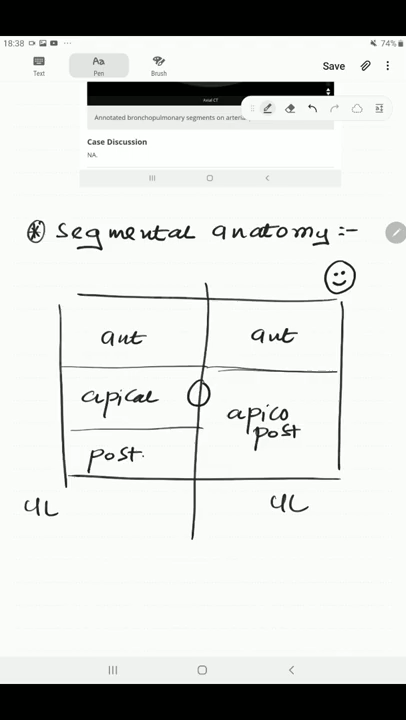 18:38
74%
Text
Pen
Brush
Save
Axial CT
Annotated bronchopulmonary segments on arteri
Case Discussion
NA.
* Segmental anatomy :-
ant ant
apical apico
post
post.
UL UL